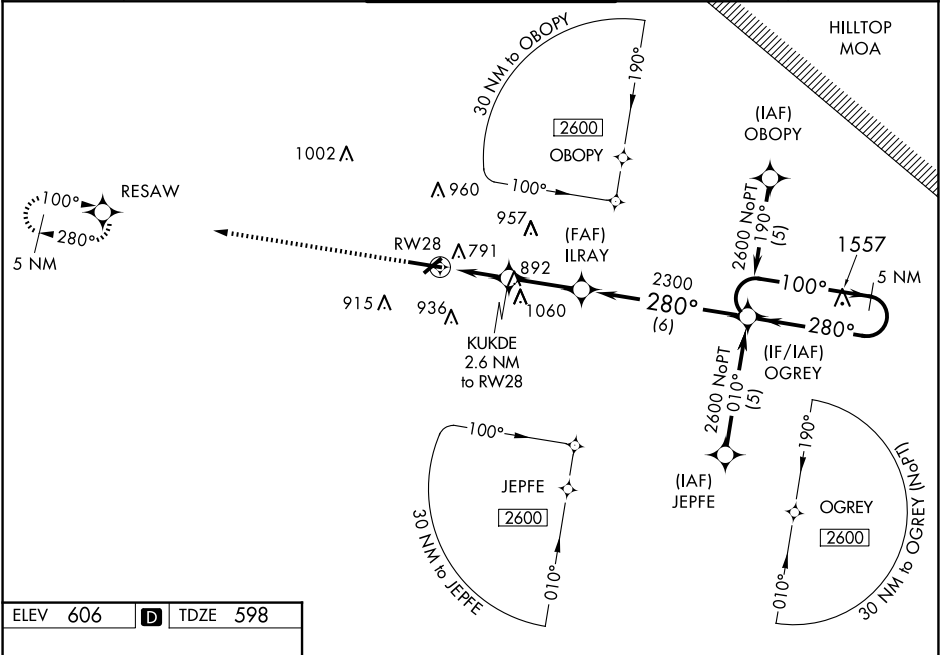 HILLTOP
MOA
30 NM to OBOPY
190°
2600
OBOPY
100°
(IAF)
OBOPY
1002
960
957
100°
RESAW
280°
5 NM
RW28
791
892
(FAF)
ILRAY
2600 NoPT
190°
(5)
1557
5 NM
100°
280°
2300
280°
(6)
915
936
1060
KUKDE
2.6 NM
to RW28
(IF/IAF)
OGREY
2600 NoPT
010°
(5)
(IAF)
JEPFE
100°
JEPFE
2600
010°
30 NM to JEPFE
190°
OGREY
2600
010°
30 NM to OGREY (NoPT)
ELEV 606 D TDZE 598